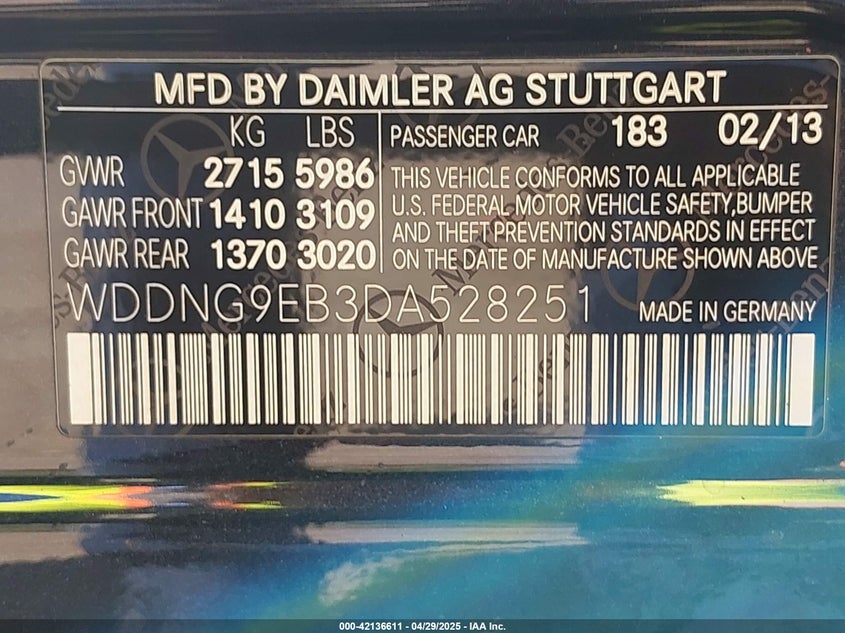 MFD BY DAIMLER AG STUTTGART
KG LBS
GVWR 2715 5986
GAWR FRONT 1410 3109
GAWR REAR 1370 3020
PASSENGER CAR 183 02/13
THIS VEHICLE CONFORMS TO ALL APPLICABLE
U.S. FEDERAL MOTOR VEHICLE SAFETY,BUMPER
AND THEFT PREVENTION STANDARDS IN EFFECT
ON THE DATE OF MANUFACTURE SHOWN ABOVE
WDDNG9EB3DA528251 MADE IN GERMANY
Mercedes-Benz
000-42136611 - 04/29/2025 - IAA Inc.